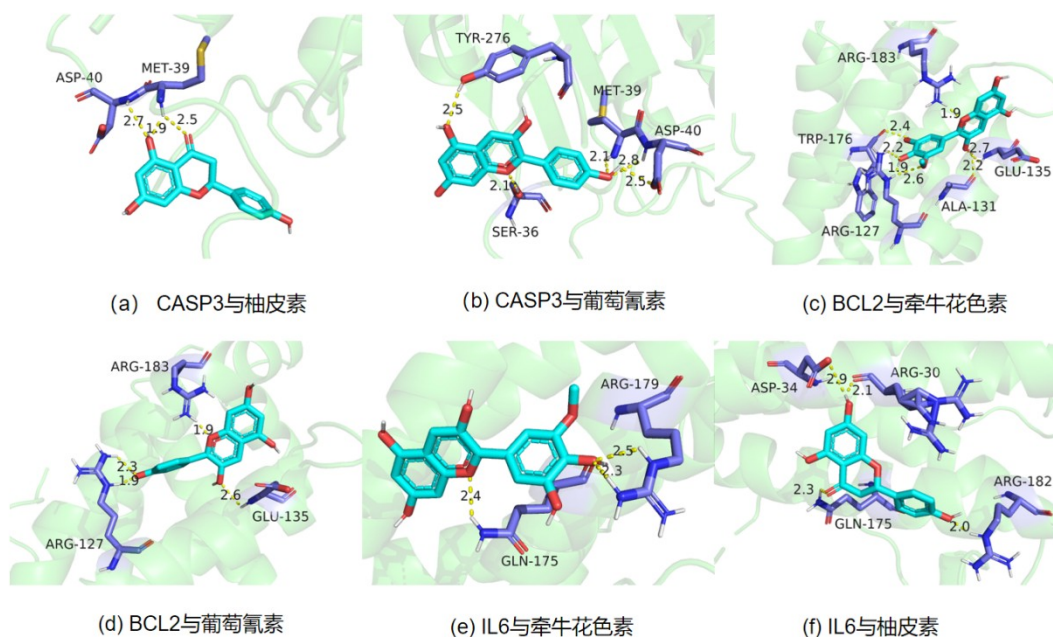 ASP-40
MET-39
2.7
1.9
2.5
(a) CASP3与柚皮素
TYR-276
2.5
MET-39
ASP-40
2.1
2.8
2.5
2.1
SER-36
(b) CASP3与葡萄氰素
ARG-183
1.9
TRP-176
2.4
2.2
1.9
2.6
2.7
2.2
GLU-135
ALA-131
ARG-127
(c) BCL2与牵牛花色素
ARG-183
1.9
2.3
1.9
2.6
GLU-135
ARG-127
(d) BCL2与葡萄氰素
ARG-179
2.5
2.3
2.4
GLN-175
(e) IL6与牵牛花色素
ASP-34
2.9
2.1
ARG-30
2.3
GLN-175
ARG-182
2.0
(f) IL6与柚皮素